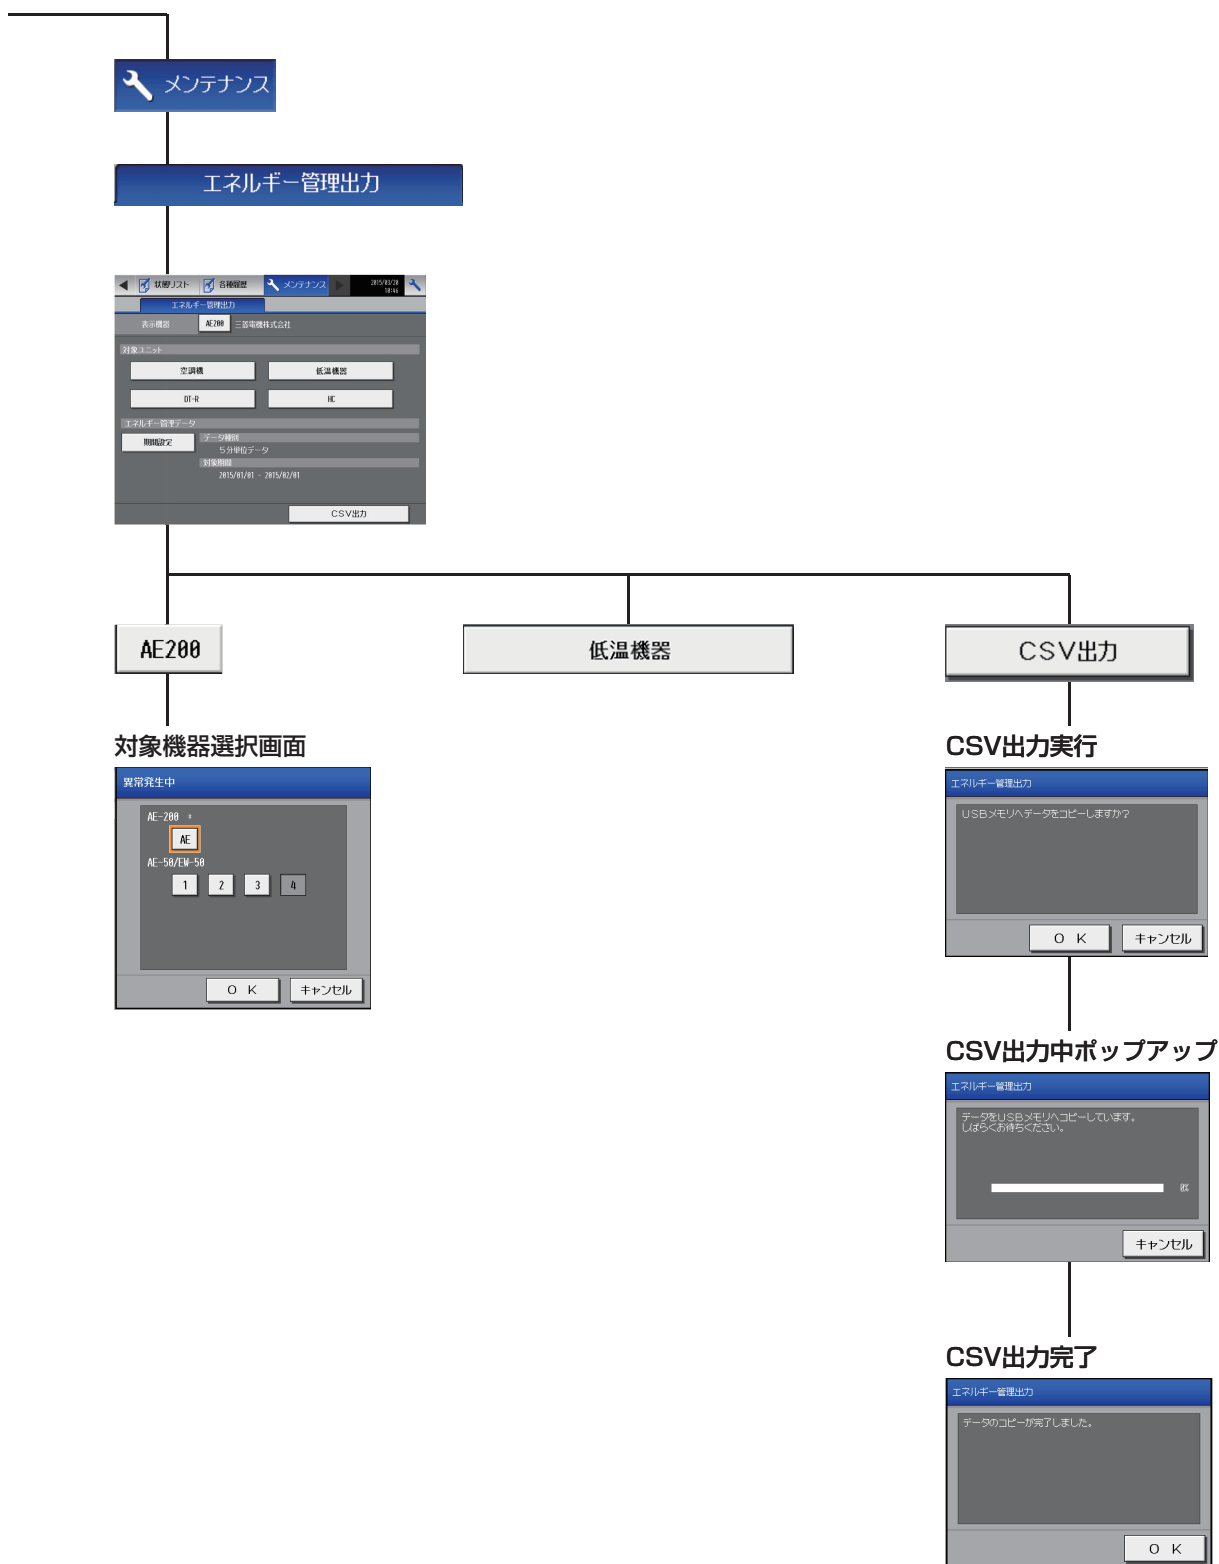 メンテナンス
エネルギー管理出力
状態リスト 各種履歴 メンテナンス 2015/03/20
10:46
エネルギー管理出力
表示機器 AE200 三菱電機株式会社
対象ユニット
空調機 低温機器
DT-R HC
エネルギー管理データ
期間設定 データ種別
5分単位データ
対象期間
2015/01/01 - 2015/02/01
CSV出力
AE200 低温機器 CSV出力
対象機器選択画面
異常発生中
AE-200 *
AE
AE-50/EW-50
1 2 3 4
OK キャンセル
CSV出力実行
エネルギー管理出力
USBメモリへデータをコピーしますか?
OK キャンセル
CSV出力中ポップアップ
エネルギー管理出力
データをUSBメモリへコピーしています。
しばらくお待ちください。
0%
キャンセル
CSV出力完了
エネルギー管理出力
データのコピーが完了しました。
OK